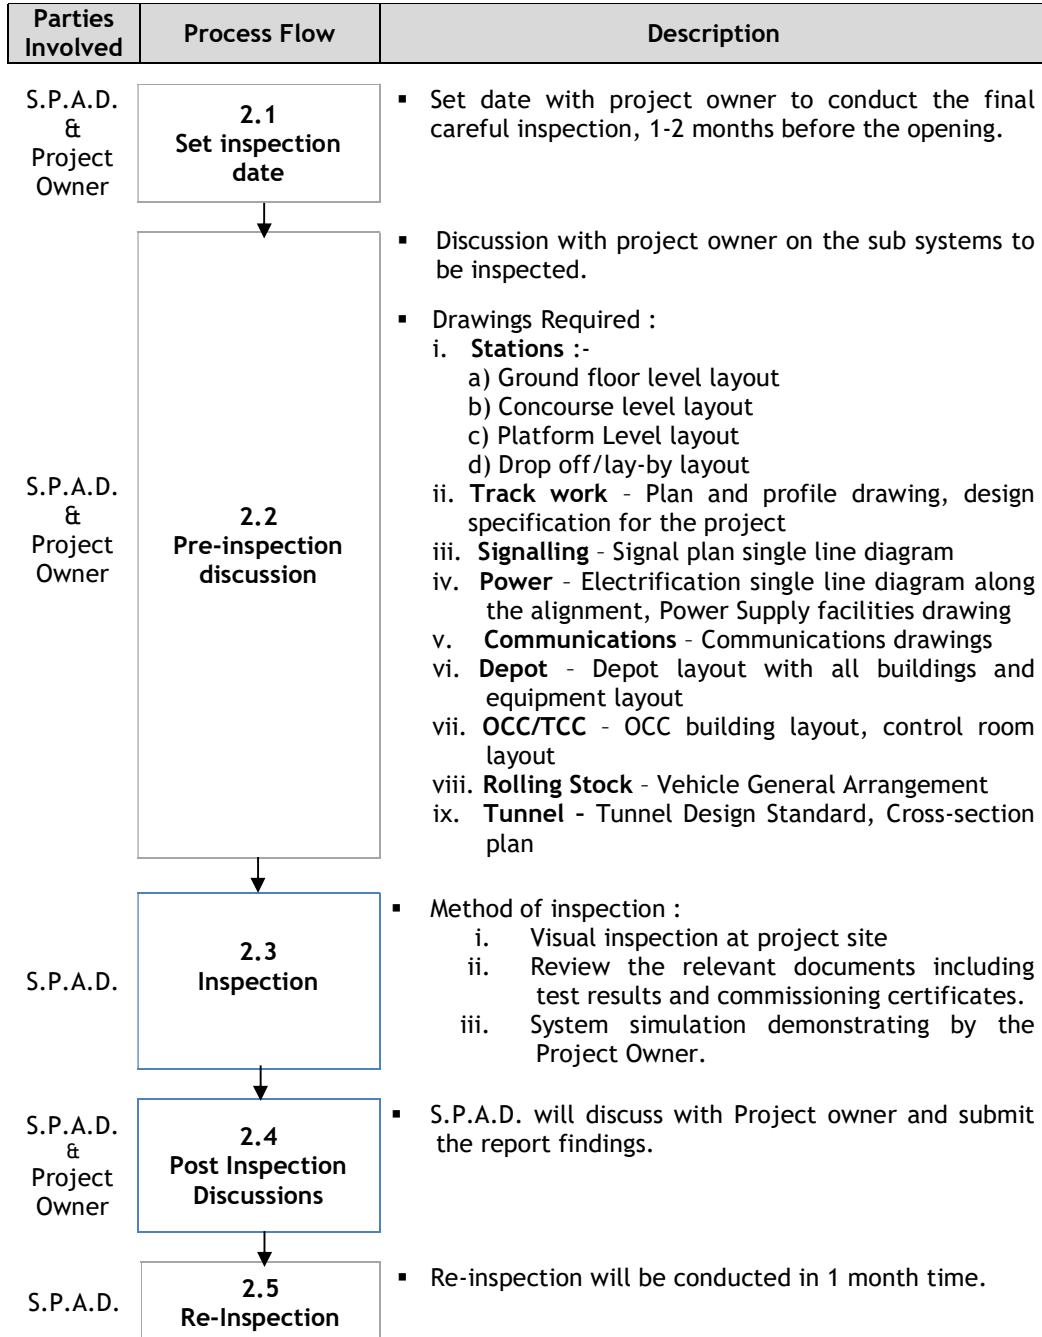 Parties Involved
Process Flow
Description
S.P.A.D.
&
Project
Owner
2.1
Set inspection
date
▪ Set date with project owner to conduct the final
careful inspection, 1-2 months before the opening.
S.P.A.D.
&
Project
Owner
2.2
Pre-inspection
discussion
▪ Discussion with project owner on the sub systems to
be inspected.
▪ Drawings Required :
i. Stations :-
a) Ground floor level layout
b) Concourse level layout
c) Platform Level layout
d) Drop off/lay-by layout
ii. Track work – Plan and profile drawing, design
specification for the project
iii. Signalling – Signal plan single line diagram
iv. Power – Electrification single line diagram along
the alignment, Power Supply facilities drawing
v. Communications – Communications drawings
vi. Depot – Depot layout with all buildings and
equipment layout
vii. OCC/TCC – OCC building layout, control room
layout
viii. Rolling Stock – Vehicle General Arrangement
ix. Tunnel – Tunnel Design Standard, Cross-section
plan
S.P.A.D.
2.3
Inspection
▪ Method of inspection :
i. Visual inspection at project site
ii. Review the relevant documents including
test results and commissioning certificates.
iii. System simulation demonstrating by the
Project Owner.
S.P.A.D.
&
Project
Owner
2.4
Post Inspection
Discussions
▪ S.P.A.D. will discuss with Project owner and submit
the report findings.
S.P.A.D.
2.5
Re-Inspection
▪ Re-inspection will be conducted in 1 month time.